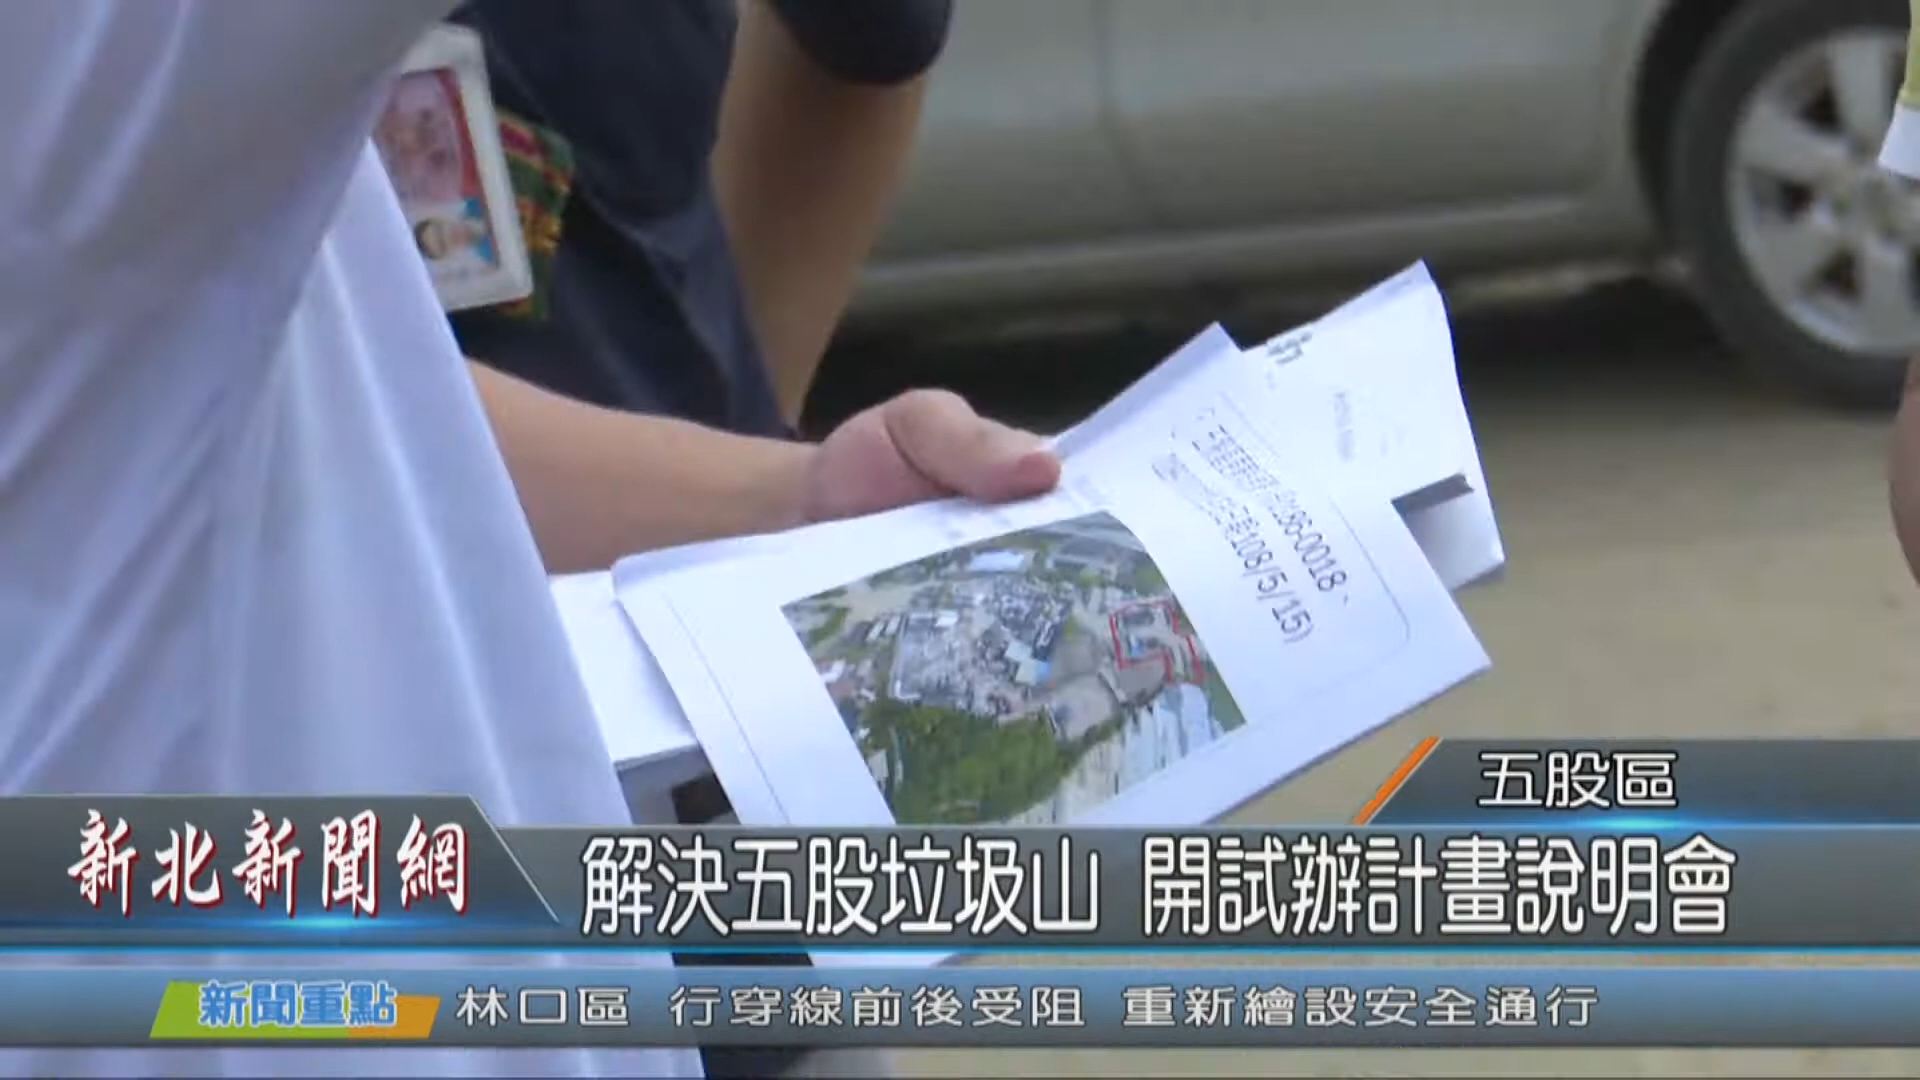 0186-0018、
108/5/15)
五股區
新北新聞網
解決五股垃圾山 開試辦計畫說明會
新聞重點
林口區 行穿線前後受阻 重新繪設安全通行